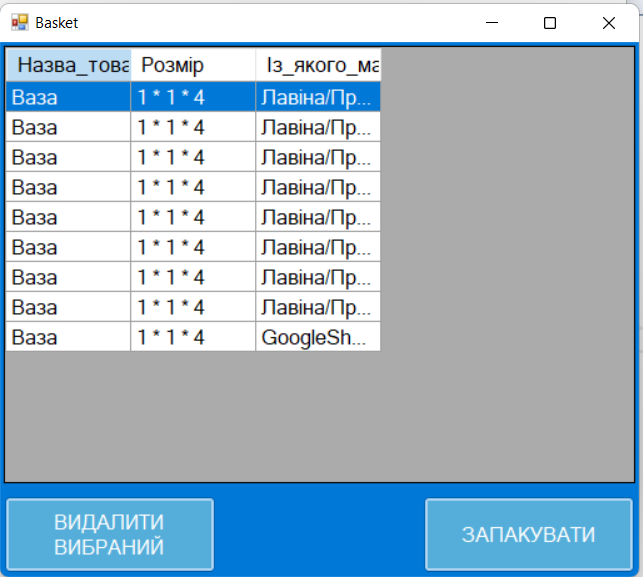 Basket
Назва_това Розмір Із_якого_ма
Ваза 1 * 1 * 4 Лавіна/Пр...
Ваза 1 * 1 * 4 Лавіна/Пр...
Ваза 1 * 1 * 4 Лавіна/Пр...
Ваза 1 * 1 * 4 Лавіна/Пр...
Ваза 1 * 1 * 4 Лавіна/Пр...
Ваза 1 * 1 * 4 Лавіна/Пр...
Ваза 1 * 1 * 4 Лавіна/Пр...
Ваза 1 * 1 * 4 Лавіна/Пр...
Ваза 1 * 1 * 4 GoogleSh...
ВИДАЛИТИ
ВИБРАНИЙ
ЗАПАКУВАТИ